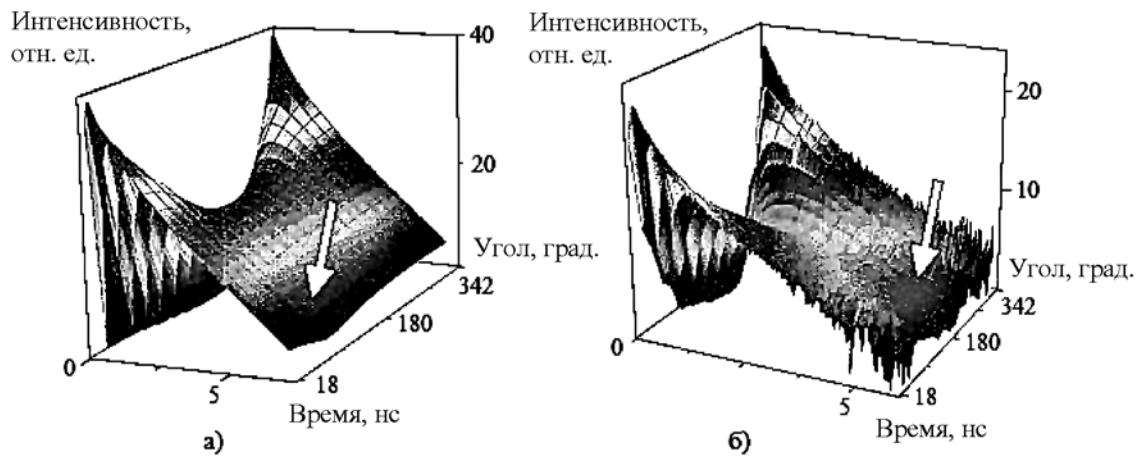 Интенсивность,
отн. ед.
40
20
Угол, град.
342
180
18
0
5
Время, нс
а)
Интенсивность,
отн. ед.
20
10
Угол, град.
342
180
18
0
5
Время, нс
б)